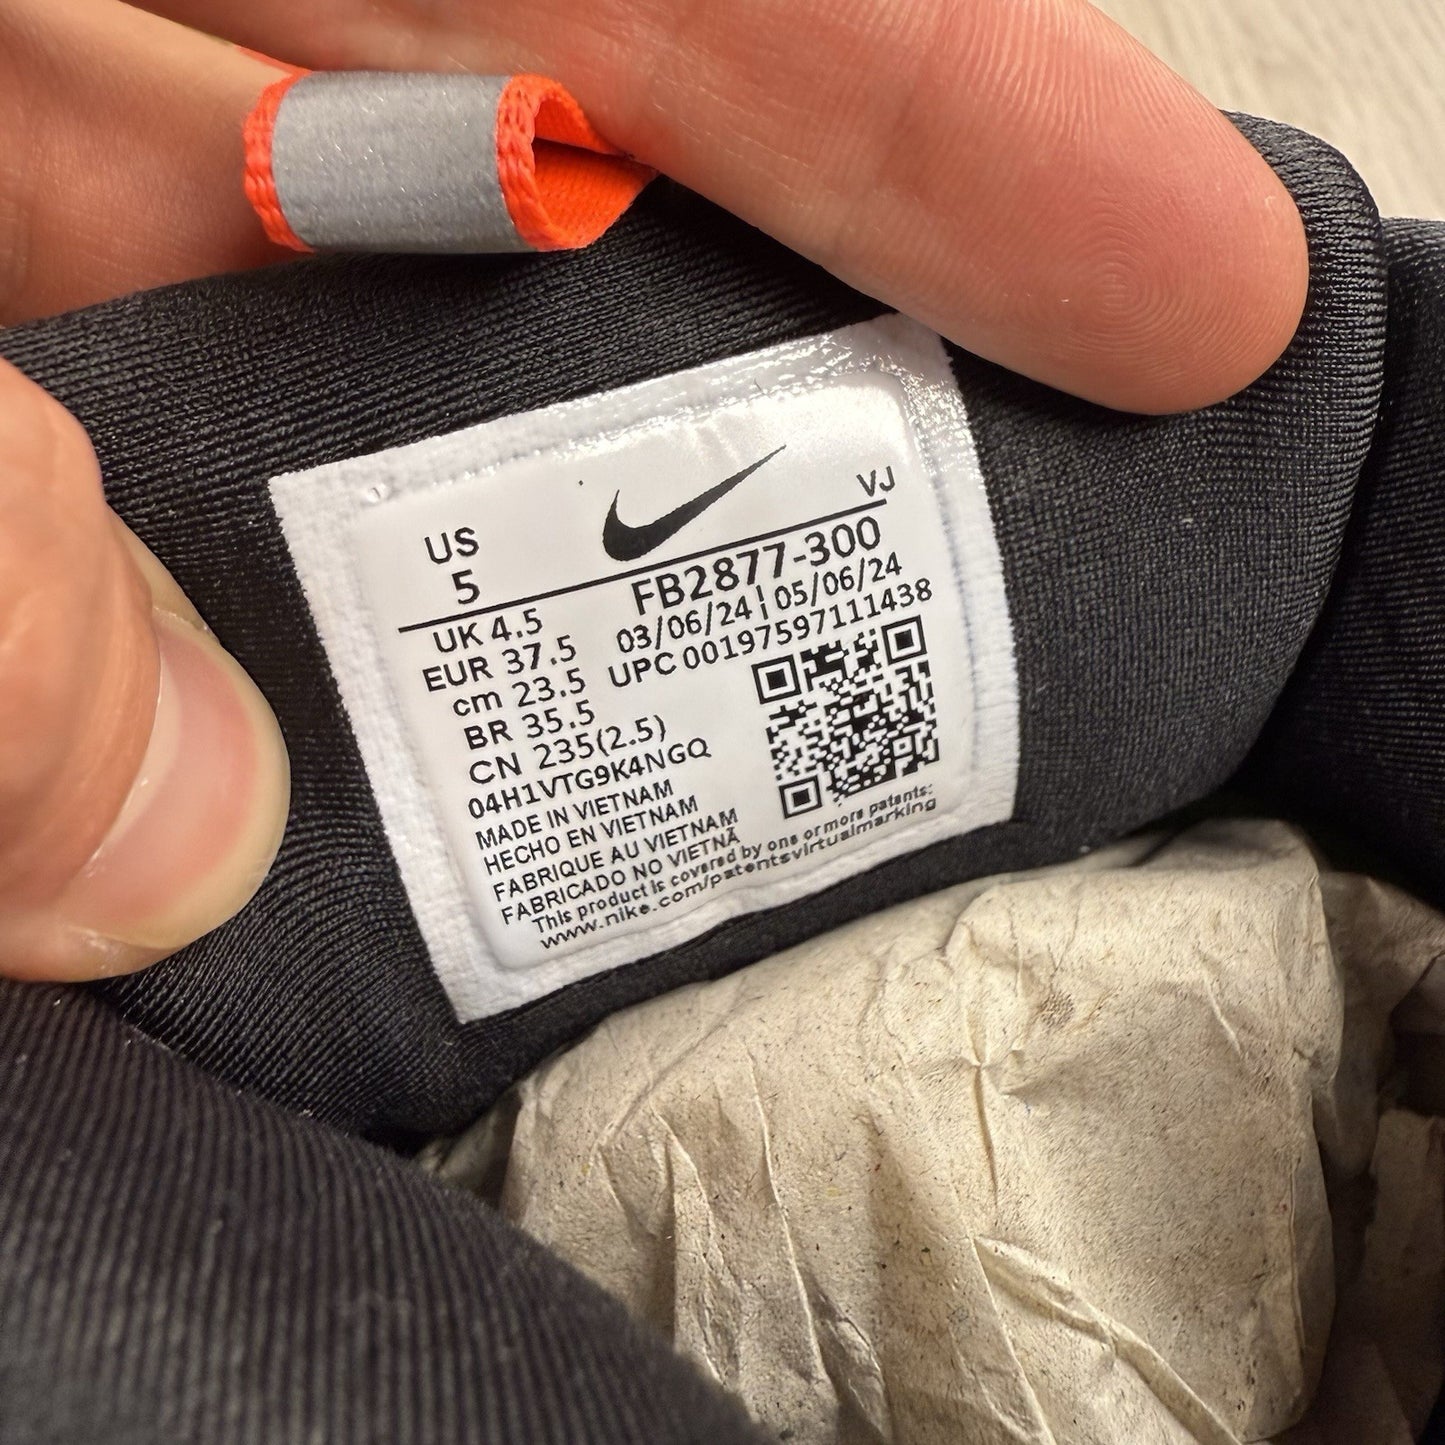 VJ
US
5
UK 4.5
EUR 37.5
cm 23.5
BR 35.5
CN 235(2.5)
FB2877-300
03/06/24 | 05/06/24
UPC 00197597111438
04H1VTG9K4NGQ
MADE IN VIETNAM
HECHO EN VIETNAM
FABRIQUE AU VIETNAM
FABRICADO NO VIETNÃ
This product is covered by one or more patents:
www.nike.com/patentsvirtualmarking